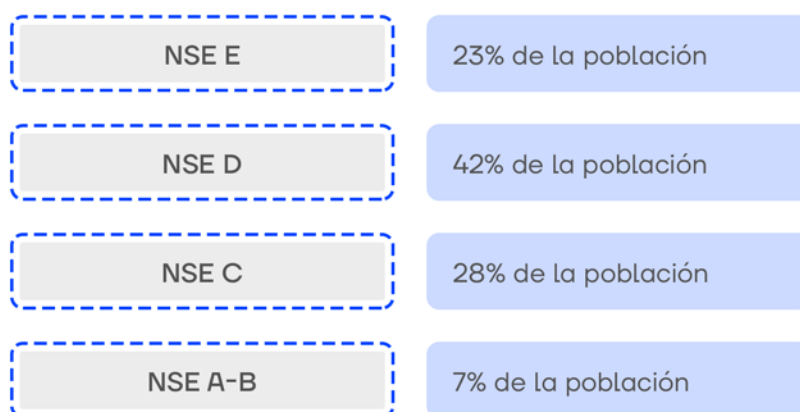 NSE E 23% de la población
NSE D 42% de la población
NSE C 28% de la población
NSE A-B 7% de la población